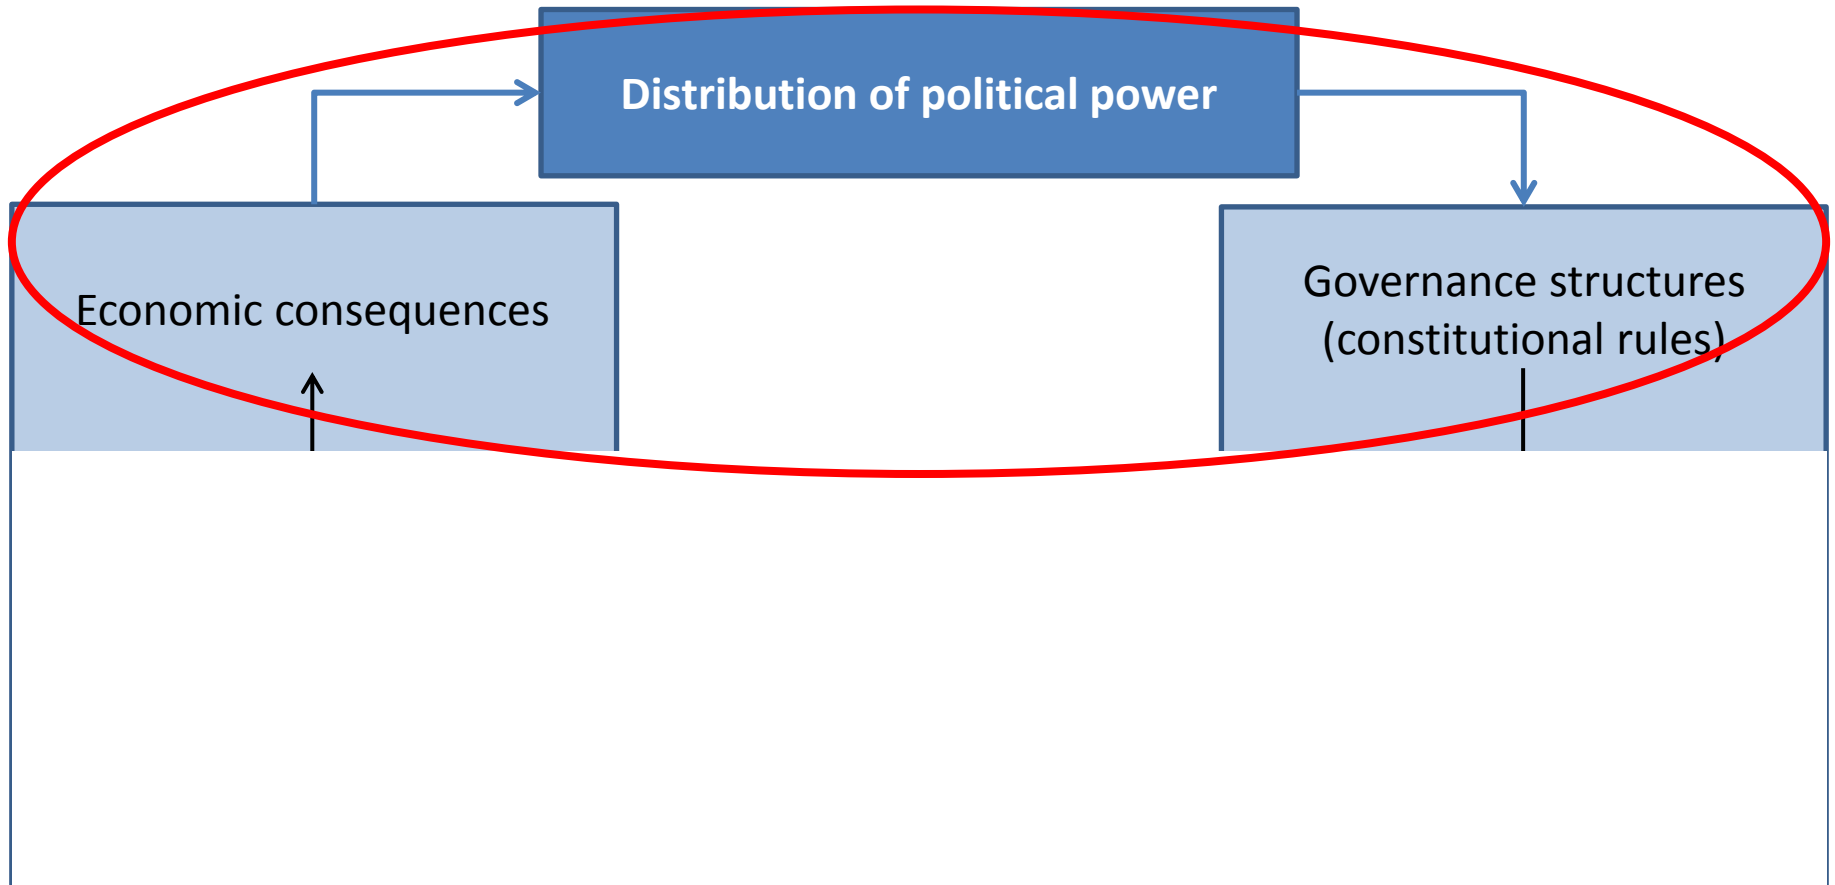 Distribution of political power
Economic consequences
Governance structures
(constitutional rules)